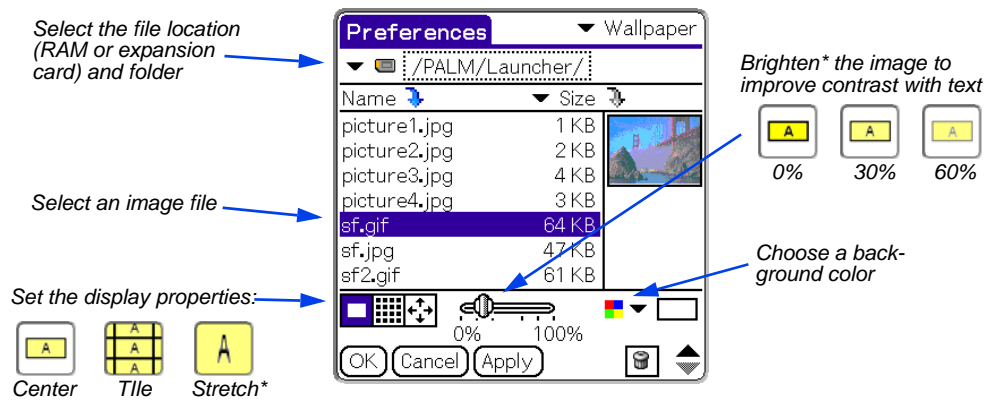 Select the file location
(RAM or expansion
card) and folder
Select an image file
Set the display properties:
A
Center
A
A
A
TIle
A
Stretch*
Preferences
Wallpaper
/PALM/Launcher/
Name Size
picture1.jpg 1 KB
picture2.jpg 2 KB
picture3.jpg 4 KB
picture4.jpg 3 KB
sf.gif 64 KB
sf.jpg 47 KB
sf2.gif 61 KB
0% 100%
OK Cancel Apply
Brighten* the image to
improve contrast with text
A A A
0% 30% 60%
Choose a back-
ground color